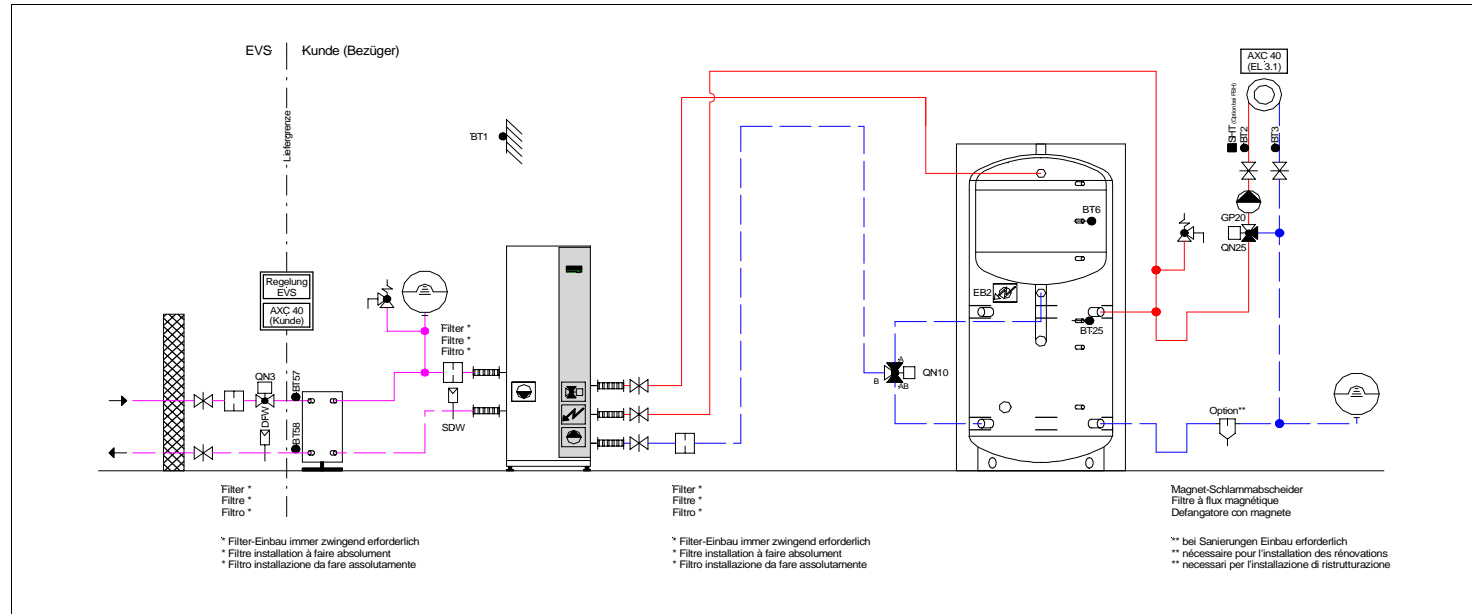 EVS
Kunde (Bezüger)
Liefergrenze
BT1
AXC 40
(EL 3.1)
SHT (Option bei FBH)
BT2
BT3
GP20
QN25
BT6
EB2
BT25
Regelung
EVS
AXC 40
(Kunde)
Filter *
Filtre *
Filtro *
QN3
BT57
DFW
BT58
SDW
A
B
AB
QN10
Option**
Filter *
Filtre *
Filtro *
* Filter-Einbau immer zwingend erforderlich
* Filtre installation à faire absolument
* Filtro installazione da fare assolutamente
Filter *
Filtre *
Filtro *
* Filter-Einbau immer zwingend erforderlich
* Filtre installation à faire absolument
* Filtro installazione da fare assolutamente
Magnet-Schlammabscheider
Filtre à flux magnétique
Defangatore con magnete
** bei Sanierungen Einbau erforderlich
** nécessaire pour l'installation des rénovations
** necessari per l'installazione di ristrutturazione